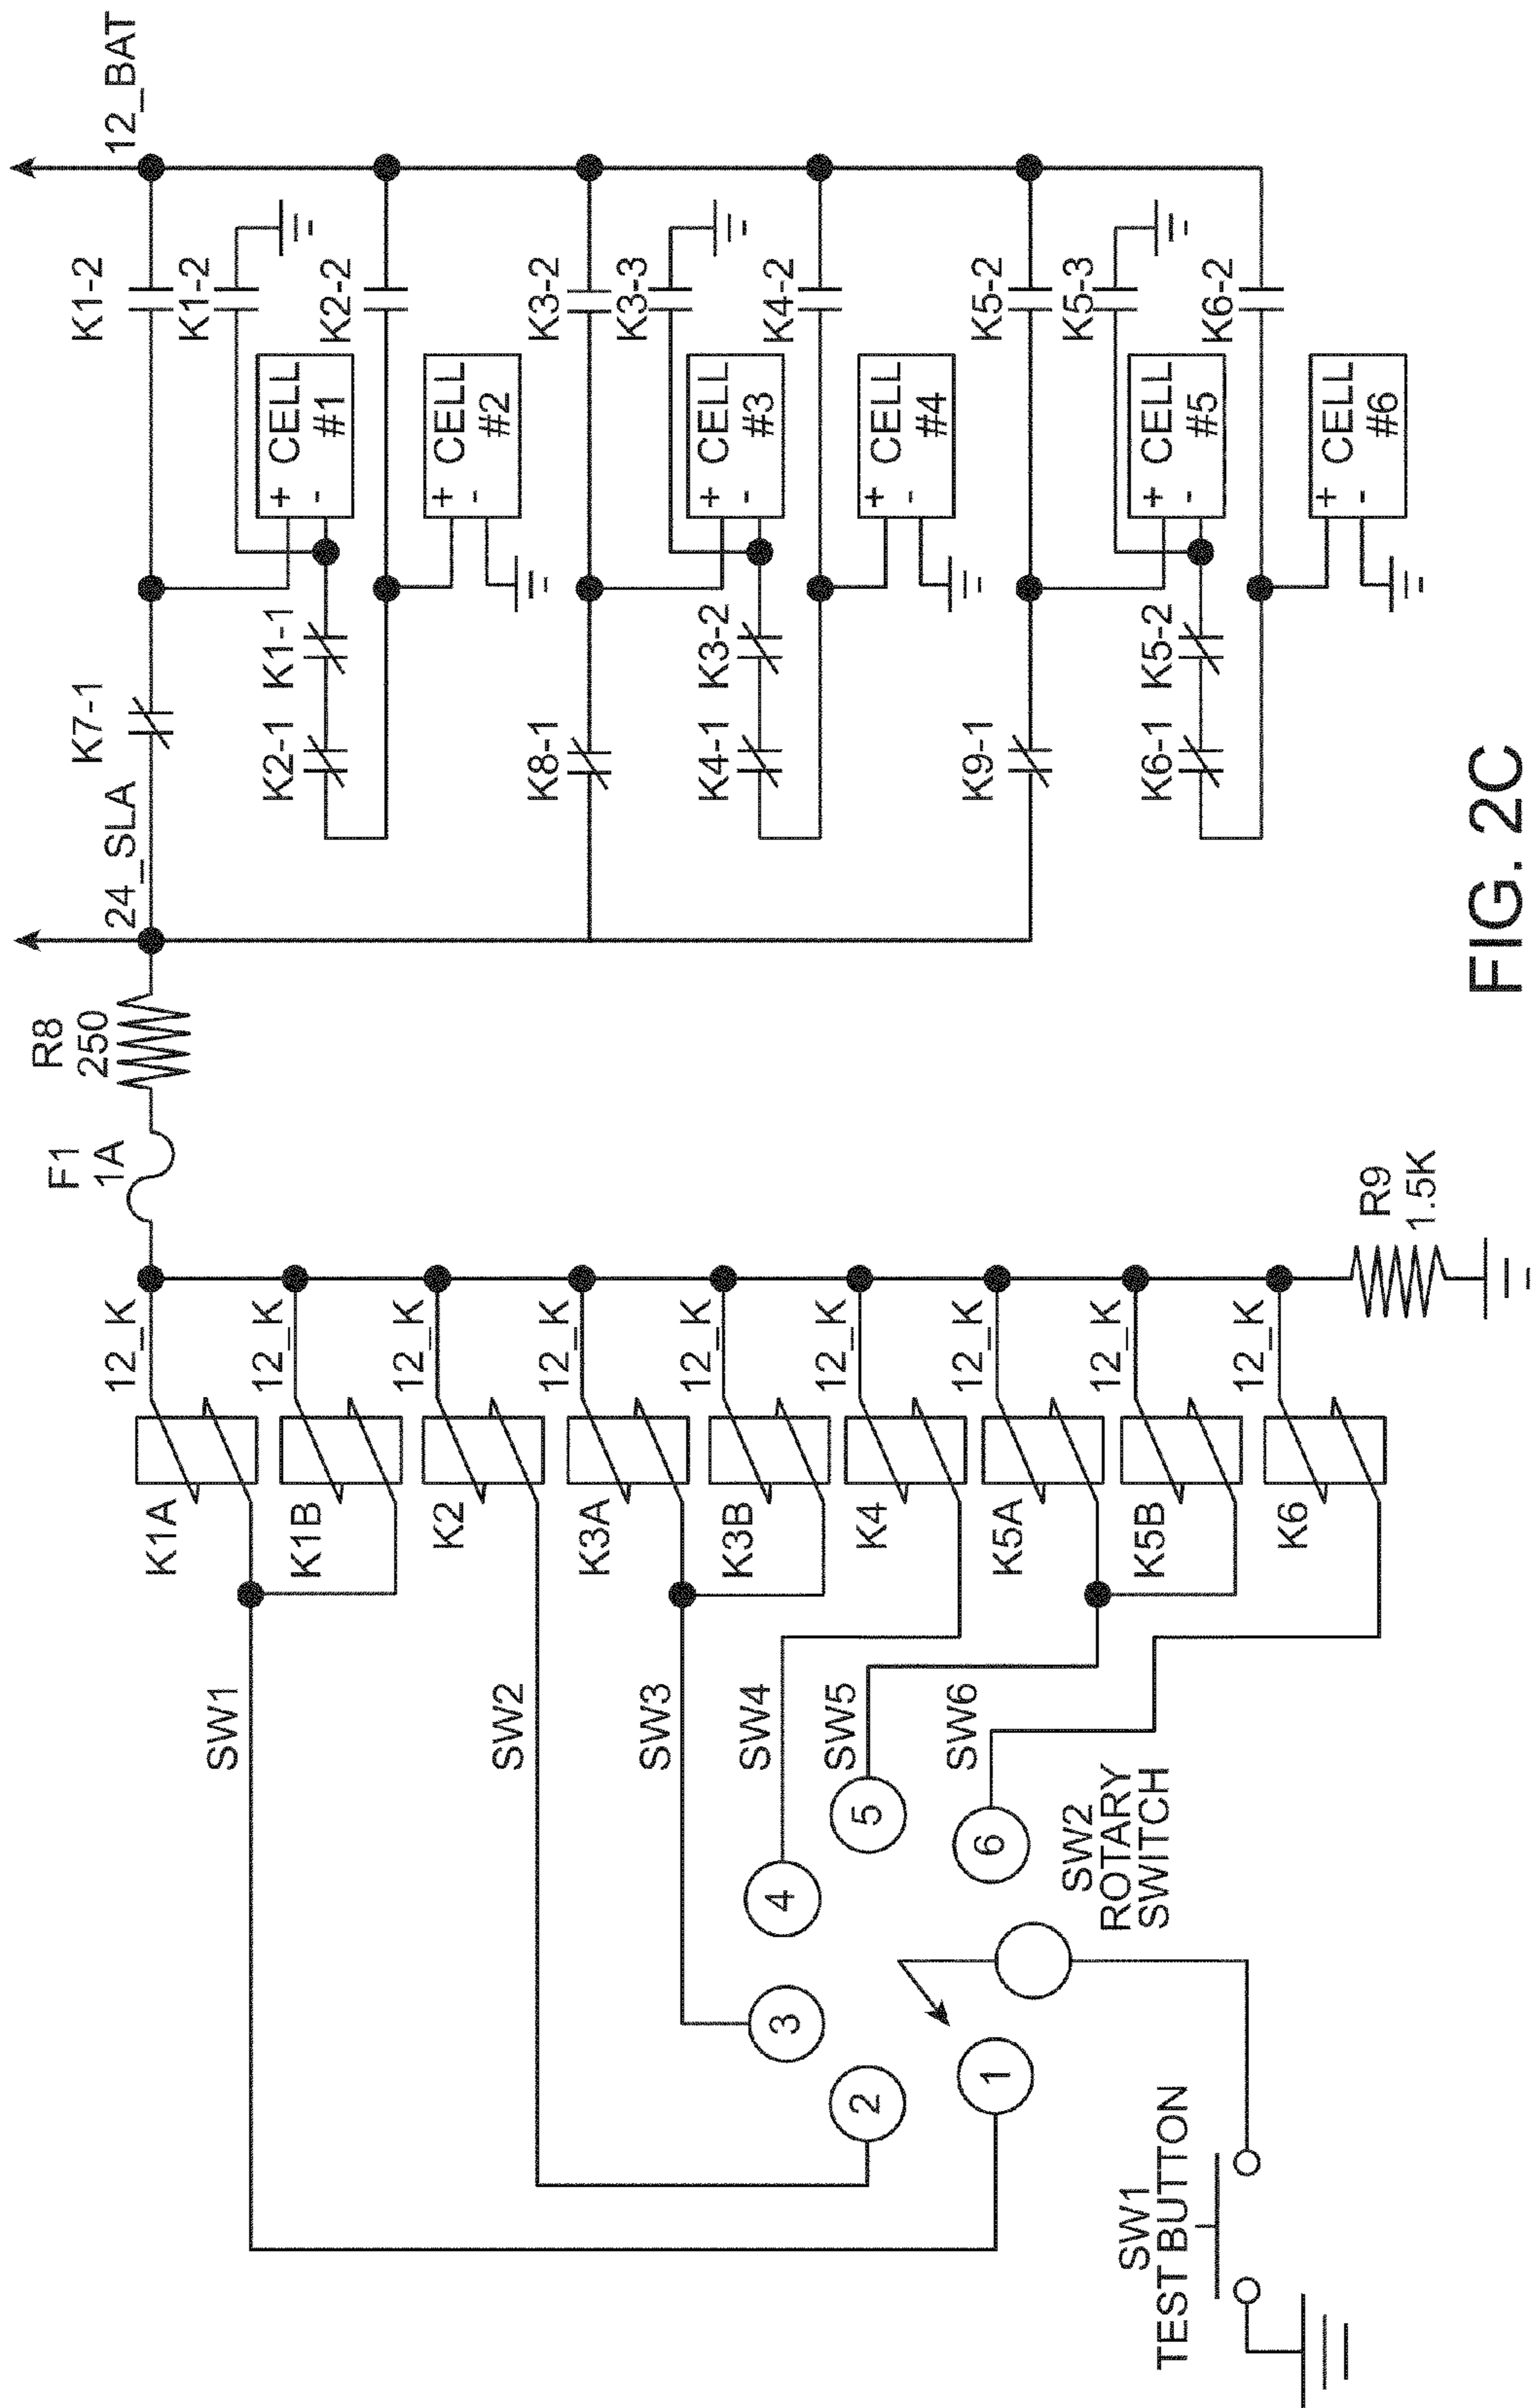 SW1
TEST BUTTON
SW2
ROTARY
SWITCH
1
2
3
4
5
6
SW1
SW2
SW3
SW4
SW5
SW6
K1A
K1B
K2
K3A
K3B
K4
K5A
K5B
K6
12_K
12_K
12_K
12_K
12_K
12_K
12_K
12_K
12_K
F1
1A
R8
250
R9
1.5K
24_SLA
12_BAT
K7-1
K1-2
K1-2
K2-1
K1-1
K2-2
+ CELL
- #1
+ CELL
- #2
K8-1
K3-2
K3-3
K4-1
K3-2
K4-2
+ CELL
- #3
+ CELL
- #4
K9-1
K5-2
K5-3
K6-1
K5-2
K6-2
+ CELL
- #5
+ CELL
- #6
FIG. 2C